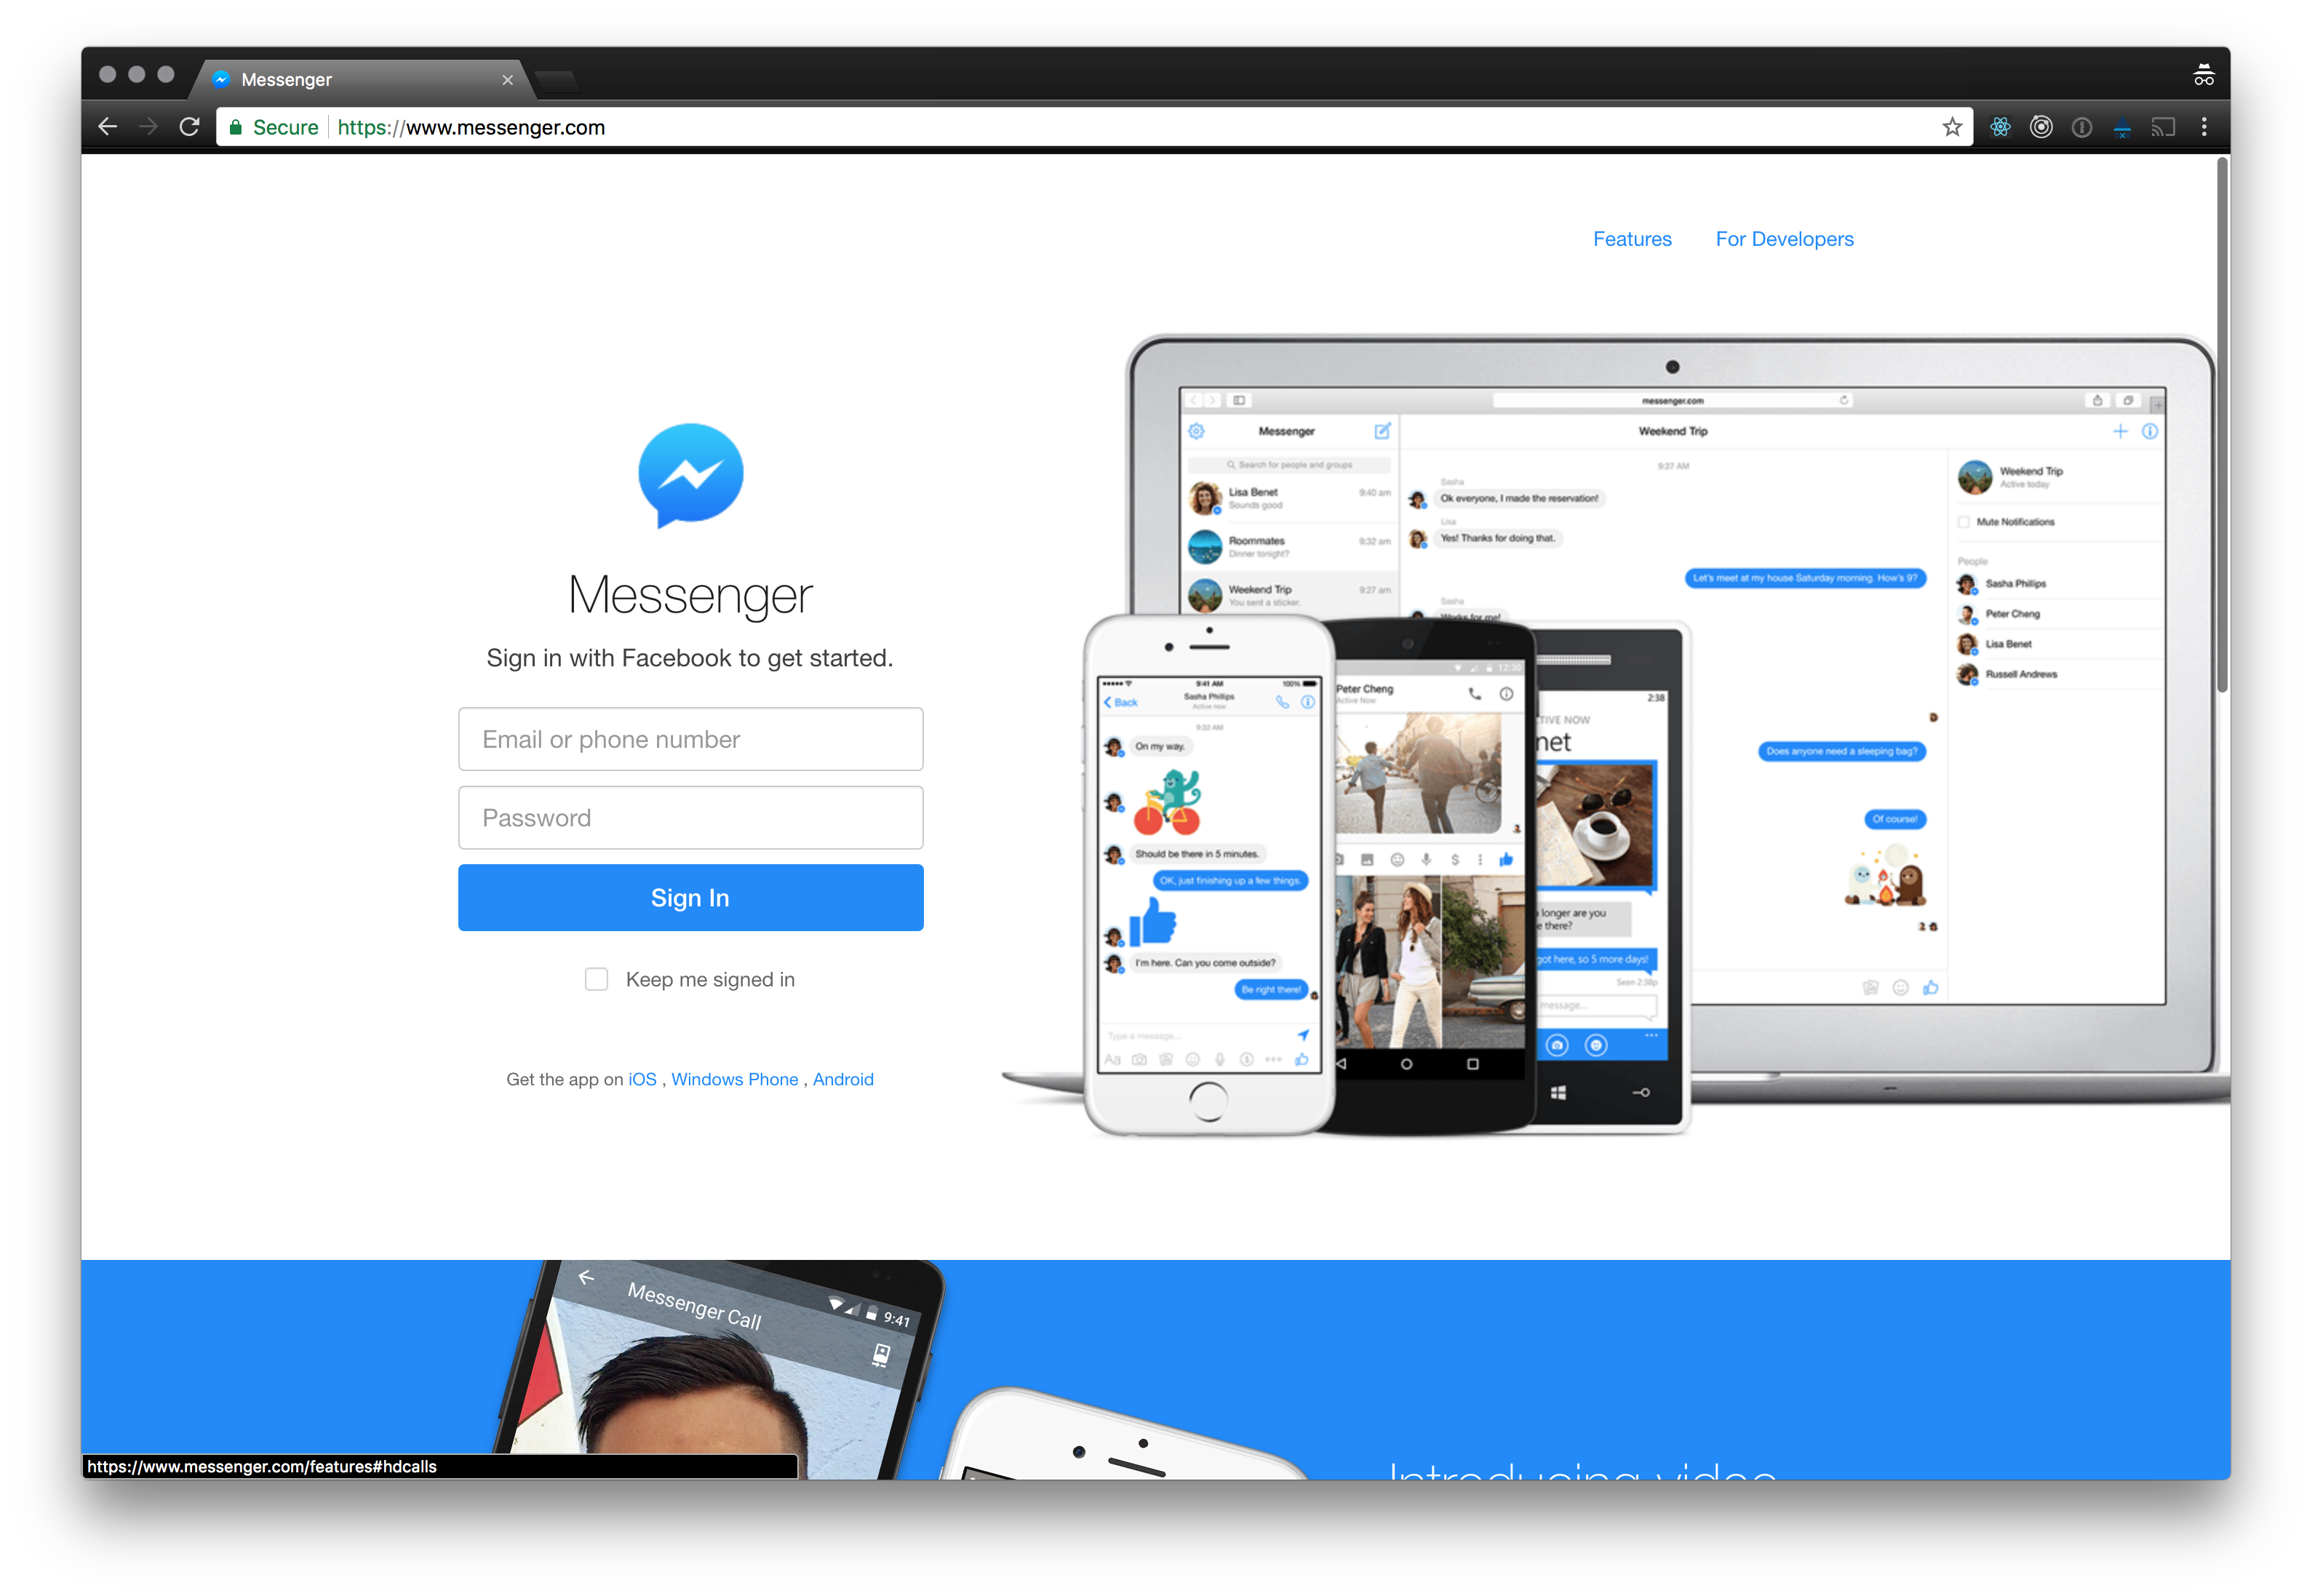 Messenger
Secure
https://www.messenger.com
Features
For Developers
Messenger
Sign in with Facebook to get started.
Email or phone number
Password
Sign In
Keep me signed in
Get the app on iOS , Windows Phone , Android
messenger.com
Messenger
Weekend Trip
Search for people and groups
Lisa Benet
9:40 am
Sounds good
Roommates
9:32 am
Dinner tonight?
Weekend Trip
9:27 am
You sent a sticker.
9:27 AM
Sasha
Ok everyone, I made the reservation!
Lisa
Yes! Thanks for doing that.
Let's meet at my house Saturday morning. How's 9?
Sasha
Works for me!
Does anyone need a sleeping bag?
Of course!
Weekend Trip
Active today
Mute Notifications
People
Sasha Phillips
Peter Cheng
Lisa Benet
Russell Andrews
9:41 AM
100%
Back
Sasha Phillips
Active now
9:32 AM
On my way.
Should be there in 5 minutes.
OK, just finishing up a few things.
I'm here. Can you come outside?
Be right there!
Type a message...
Aa
12:30
Peter Cheng
Active Now
$
2:38
TIVE NOW
net
longer are you
e there?
got here, so 5 more days!
Seen 2:38p
message...
Messenger Call
9:41
Introducing video
https://www.messenger.com/features#hdcalls